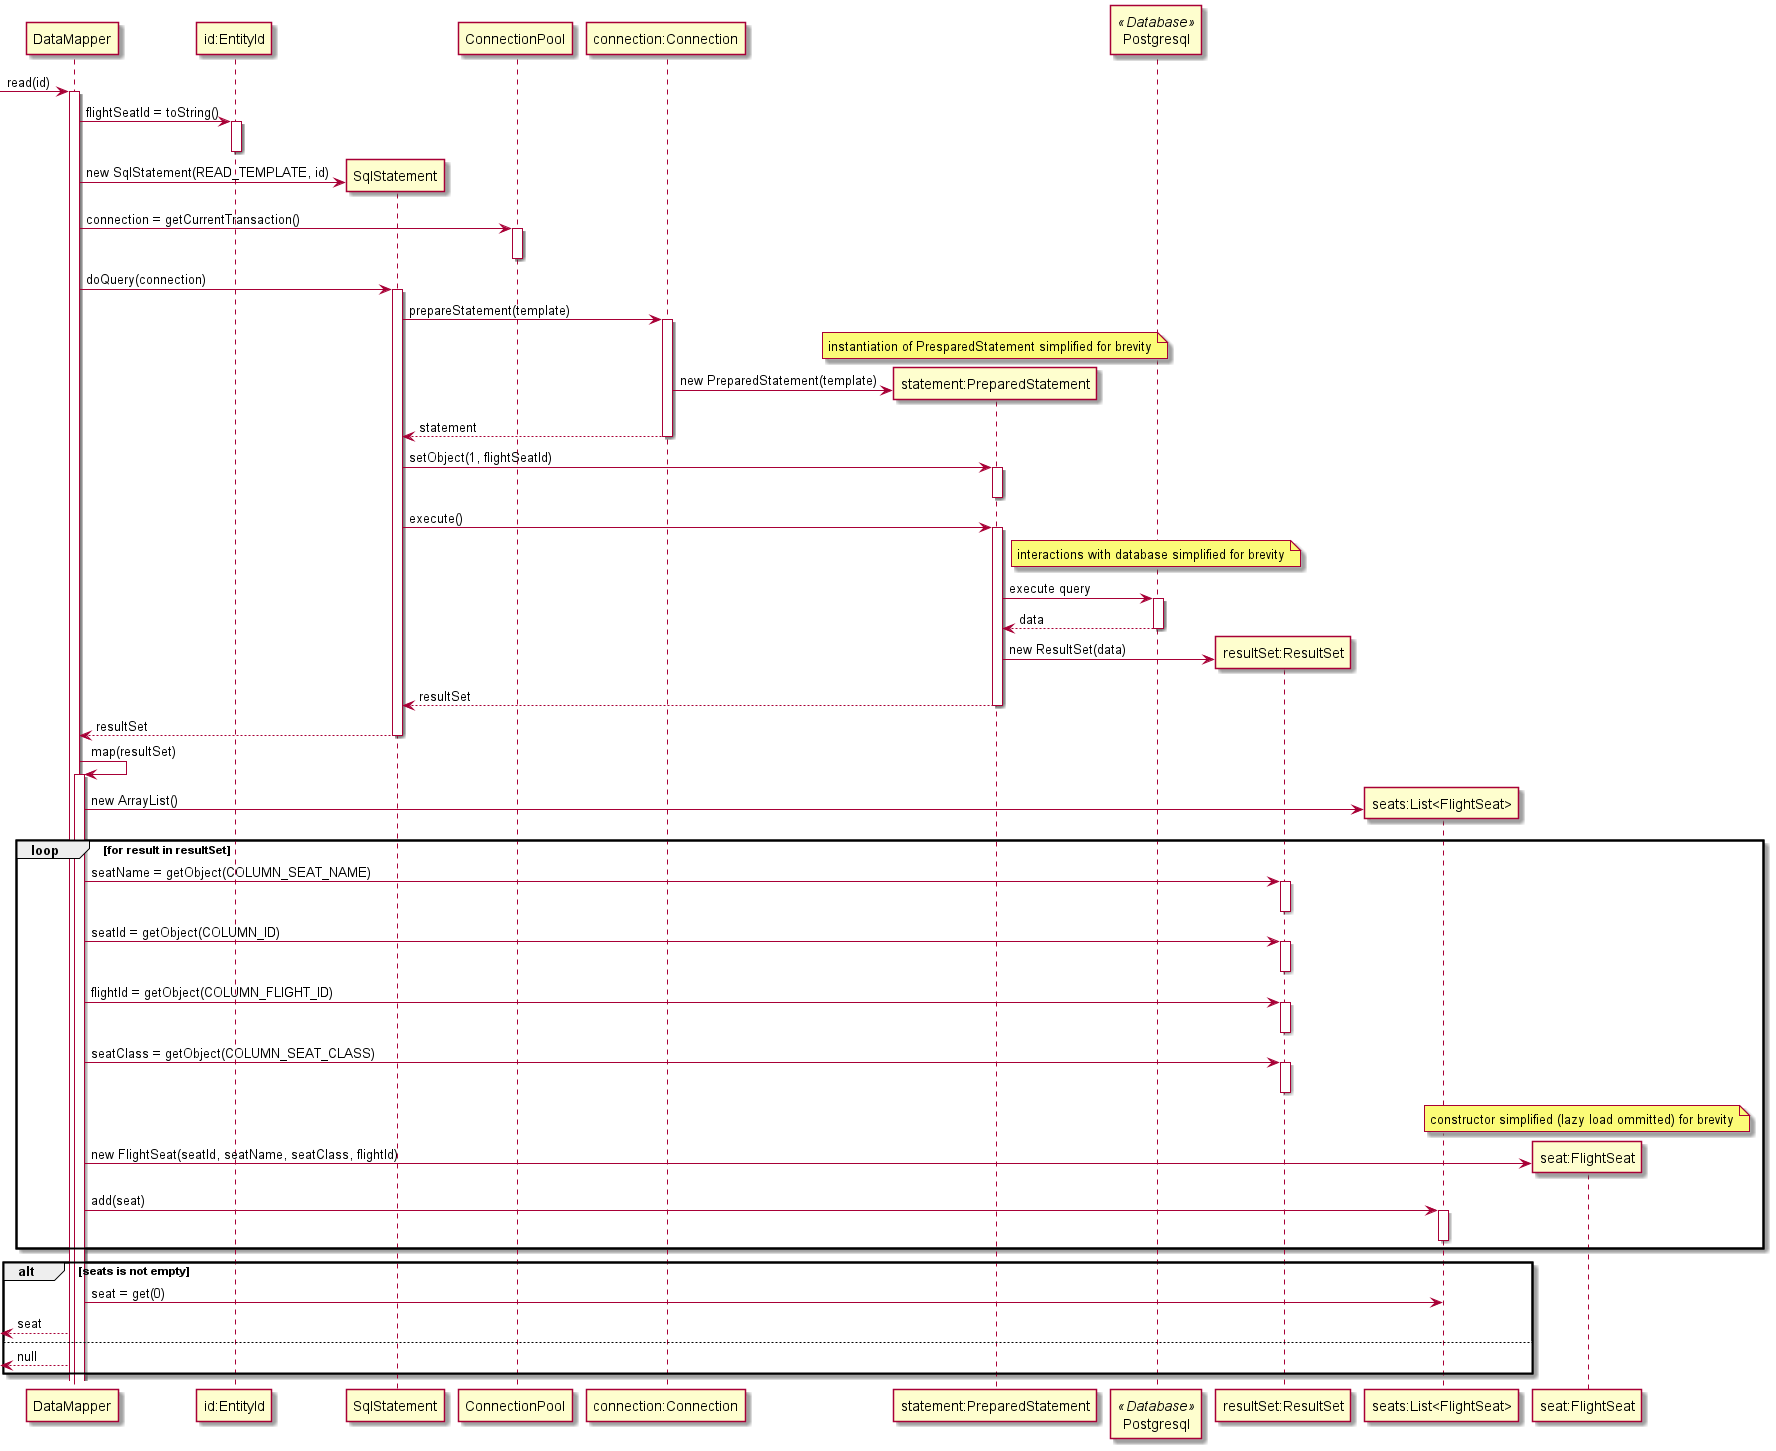 DataMapper
id:EntityId
ConnectionPool
connection:Connection
«Database»
Postgresql
read(id)
flightSeatId = toString()
new SqlStatement(READ_TEMPLATE, id)
SqlStatement
connection = getCurrentTransaction()
doQuery(connection)
prepareStatement(template)
instantiation of PresparedStatement simplified for brevity
new PreparedStatement(template)
statement:PreparedStatement
statement
setObject(1, flightSeatId)
execute()
interactions with database simplified for brevity
execute query
data
new ResultSet(data)
resultSet:ResultSet
resultSet
resultSet
map(resultSet)
new ArrayList()
seats:List<FlightSeat>
loop
[for result in resultSet]
seatName = getObject(COLUMN_SEAT_NAME)
seatId = getObject(COLUMN_ID)
flightId = getObject(COLUMN_FLIGHT_ID)
seatClass = getObject(COLUMN_SEAT_CLASS)
constructor simplified (lazy load ommitted) for brevity
new FlightSeat(seatId, seatName, seatClass, flightId)
seat:FlightSeat
add(seat)
alt
[seats is not empty]
seat = get(0)
seat
null
DataMapper
id:EntityId
SqlStatement
ConnectionPool
connection:Connection
statement:PreparedStatement
«Database»
Postgresql
resultSet:ResultSet
seats:List<FlightSeat>
seat:FlightSeat